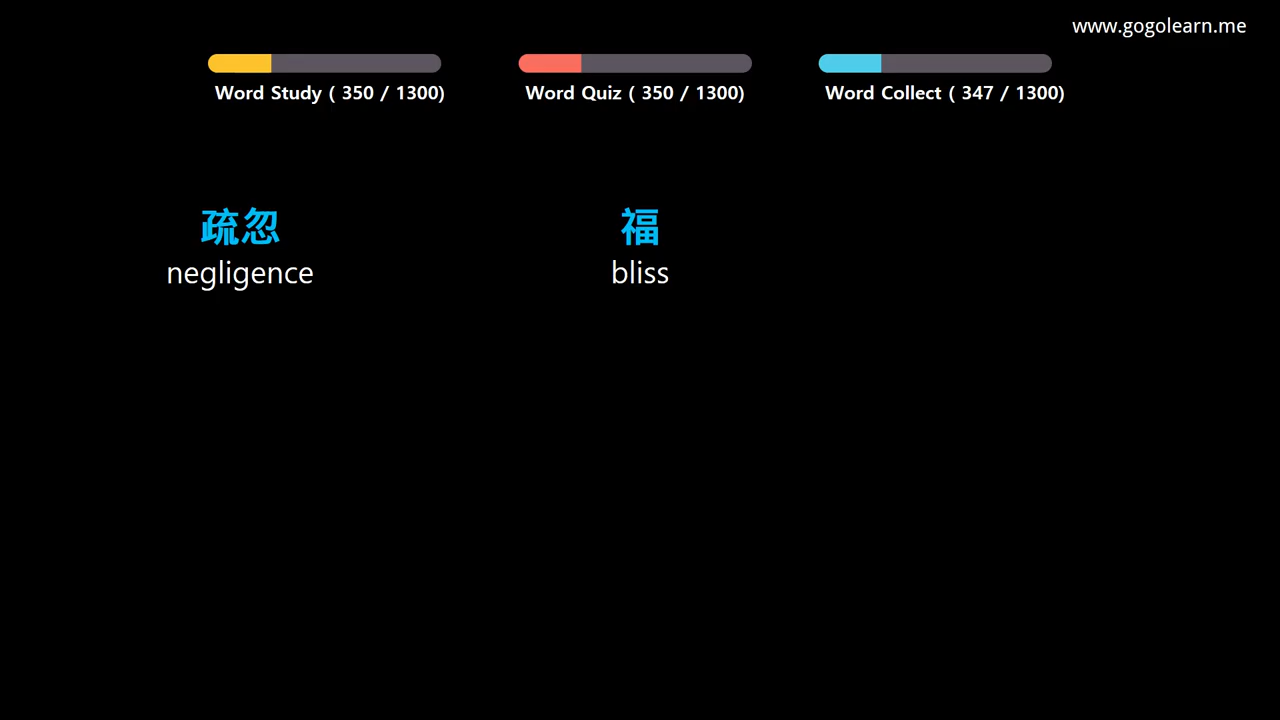 www.gogolearn.me
Word Study ( 350 / 1300)
Word Quiz ( 350 / 1300)
Word Collect ( 347 / 1300)
疏忽
negligence
福
bliss